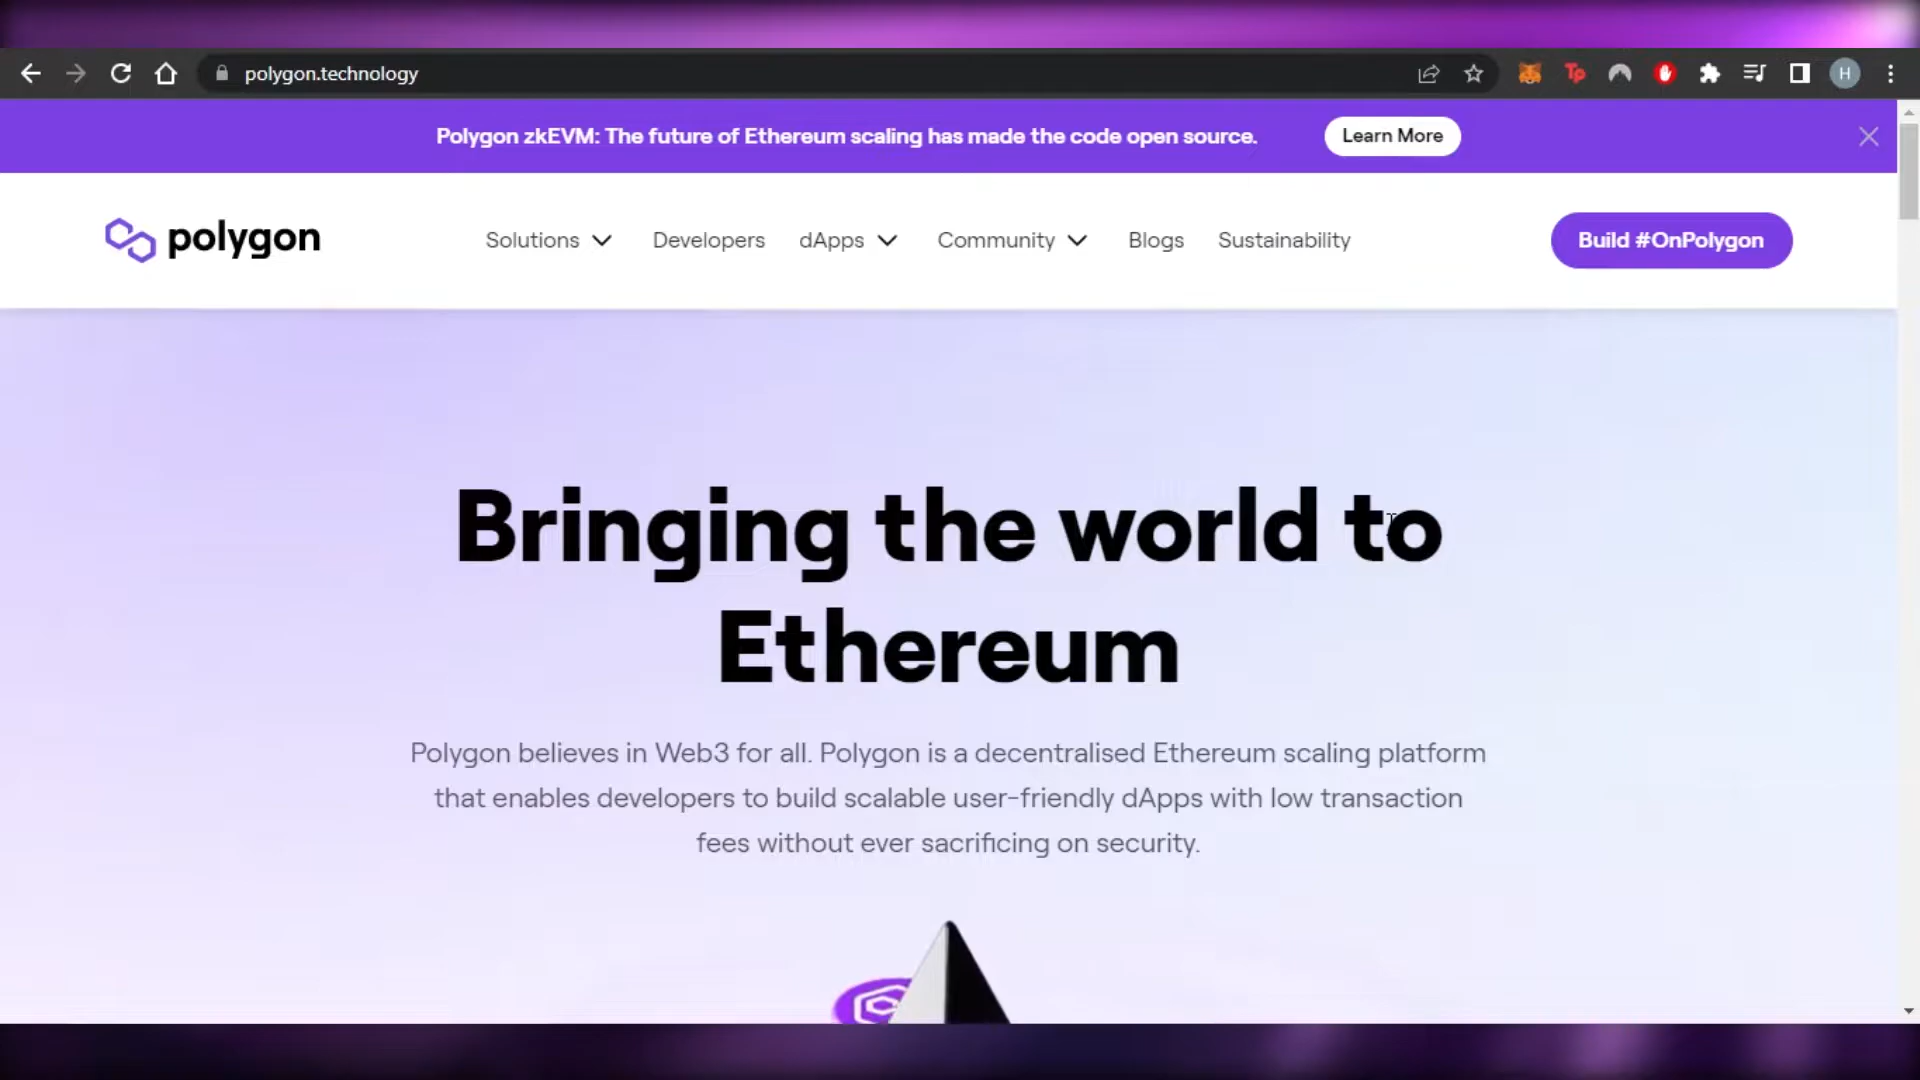 polygon.technology
Tp
H
Polygon zkEVM: The future of Ethereum scaling has made the code open source.
Learn More
polygon
Solutions
Developers
dApps
Community
Blogs
Sustainability
Build #OnPolygon
Bringing the world to
Ethereum
Polygon believes in Web3 for all. Polygon is a decentralised Ethereum scaling platform
that enables developers to build scalable user-friendly dApps with low transaction
fees without ever sacrificing on security.